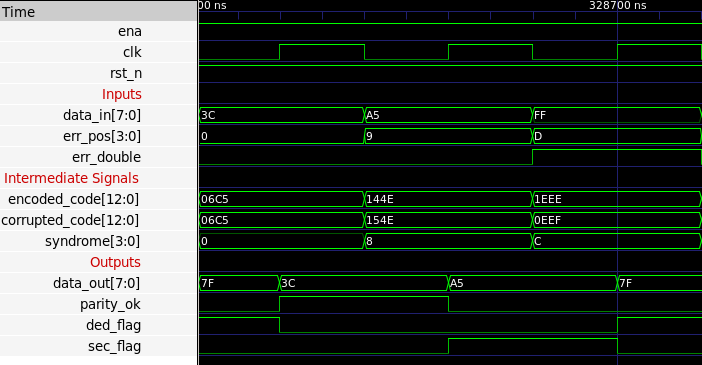 Time 00 ns 328700 ns
ena
clk
rst_n
Inputs
data_in[7:0] 3C A5 FF
err_pos[3:0] 0 9 D
err_double
Intermediate Signals
encoded_code[12:0] 06C5 144E 1EEE
corrupted_code[12:0] 06C5 154E 0EEF
syndrome[3:0] 0 8 C
Outputs
data_out[7:0] 7F 3C A5 7F
parity_ok
ded_flag
sec_flag